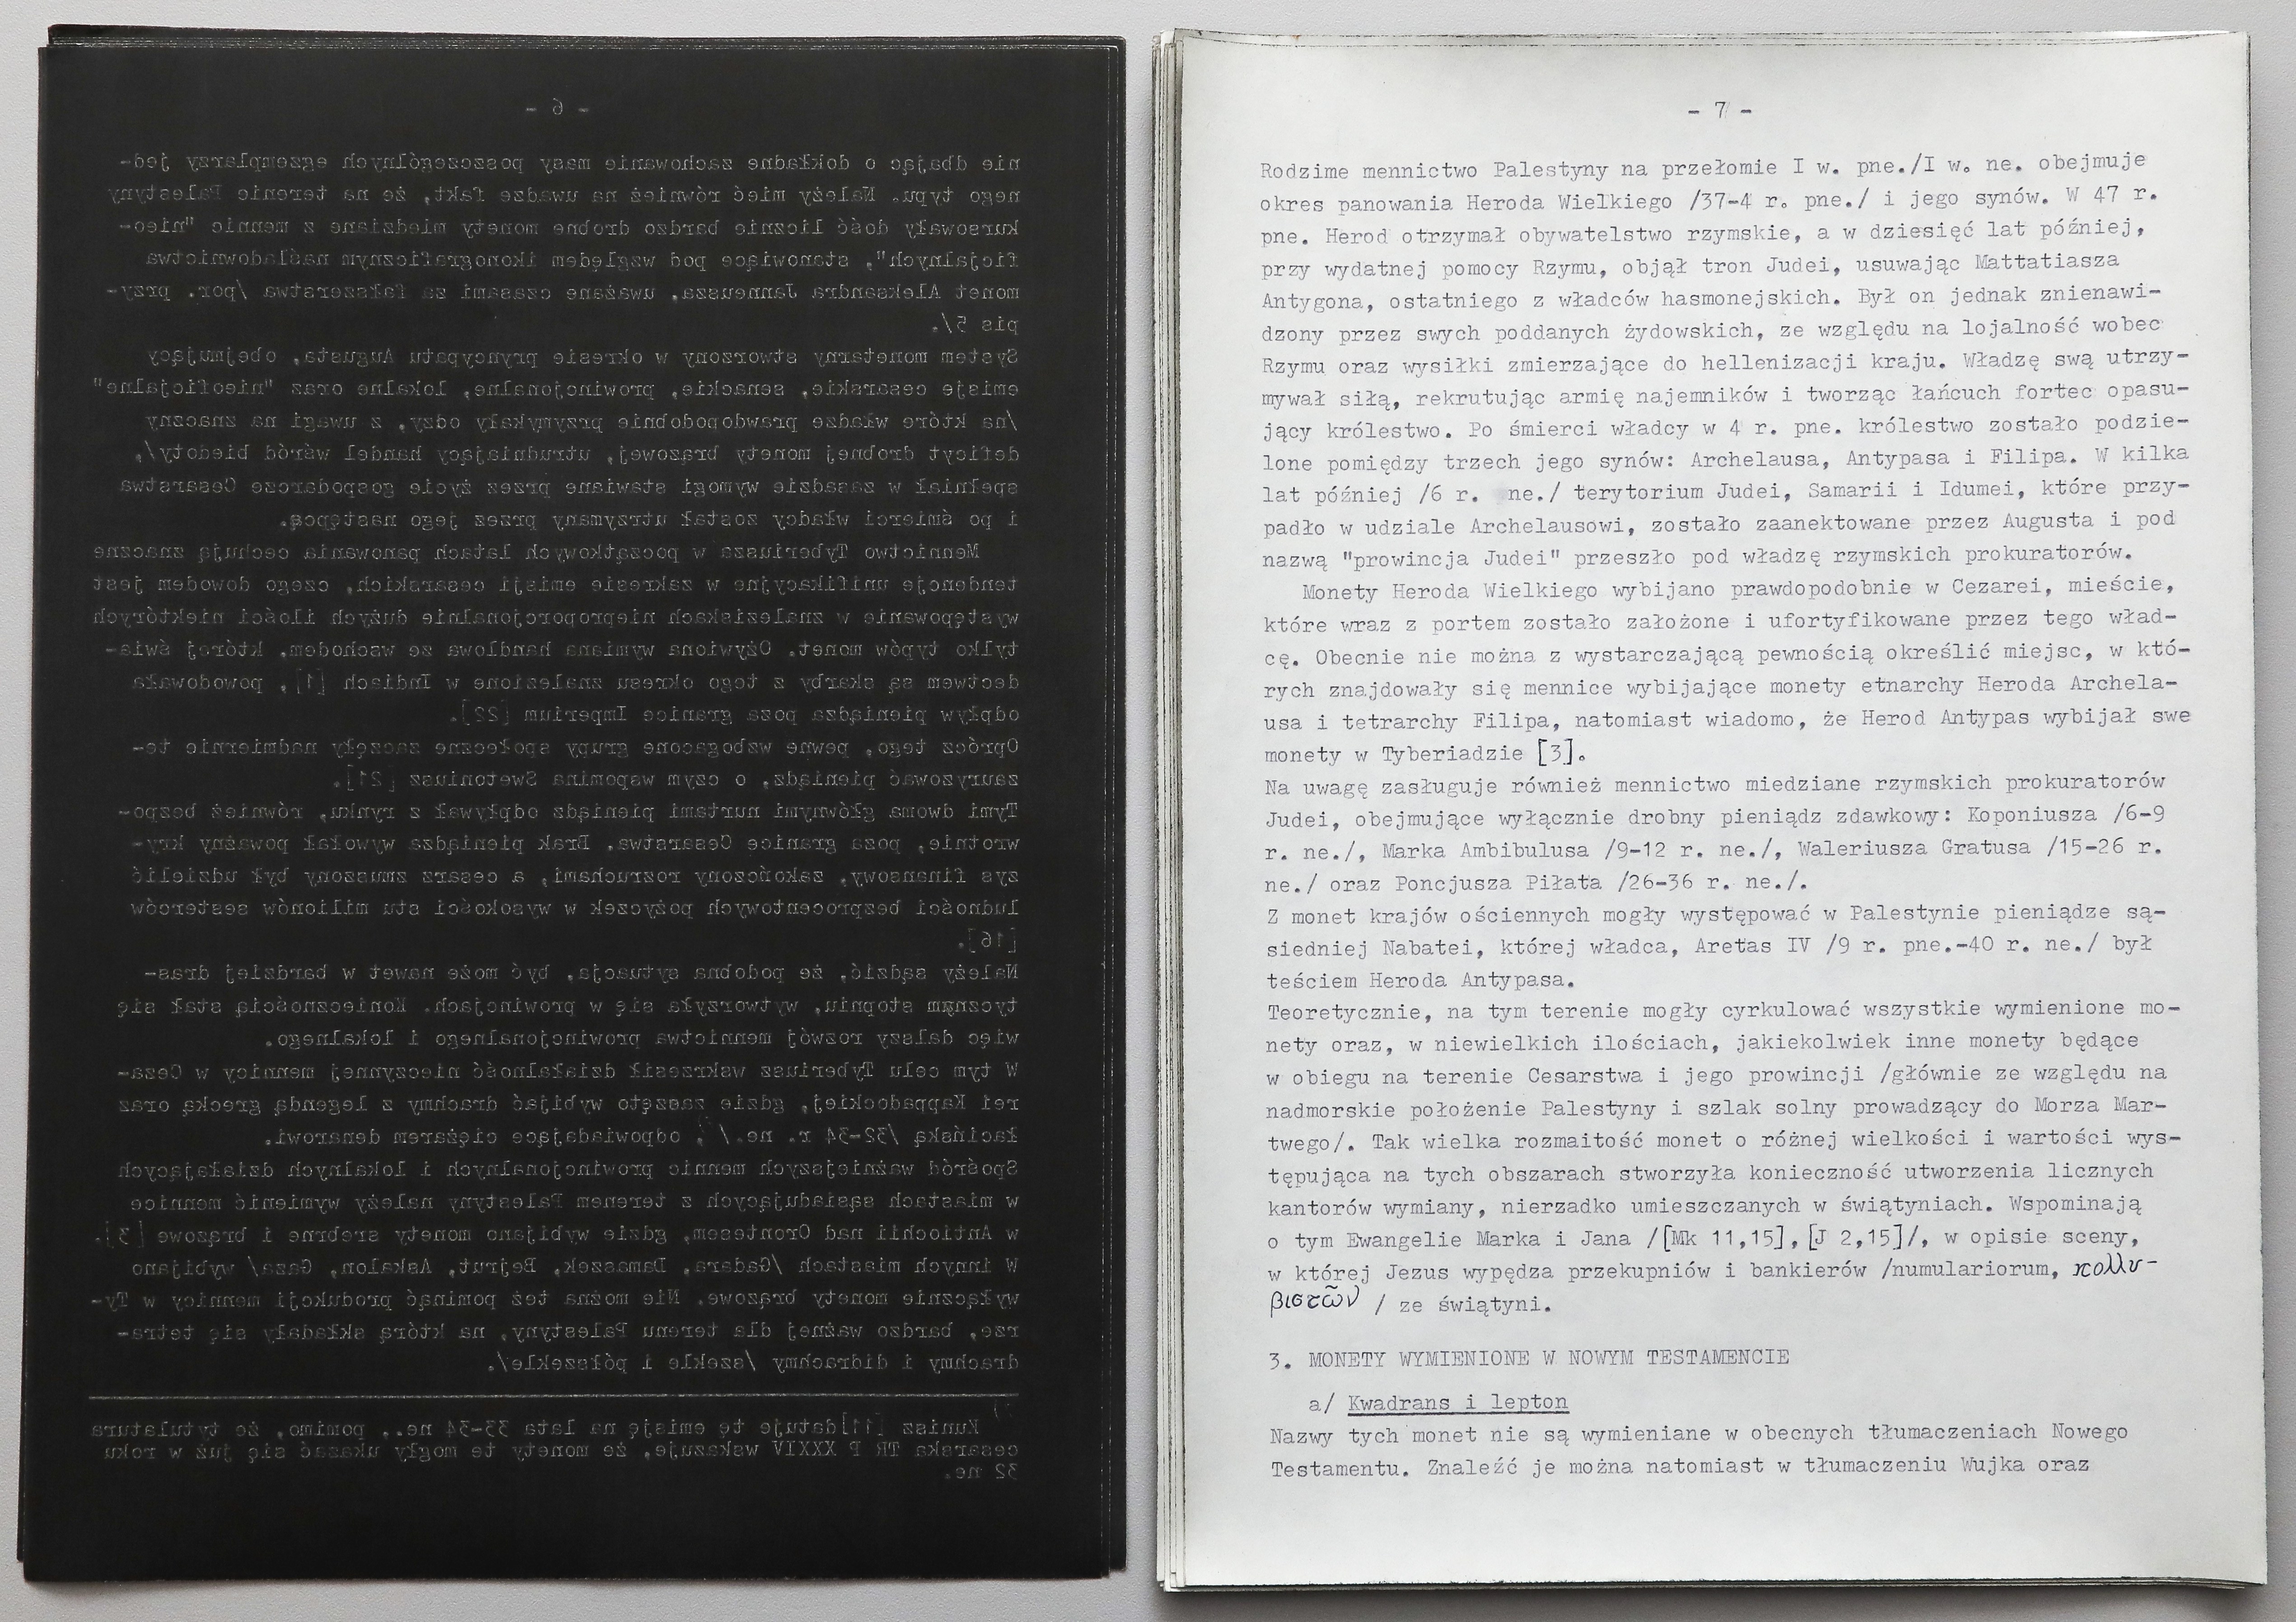 - 6 -
nie dbając o dokładne zachowanie masy poszczególnych egzemplarzy jed-
nego typu. Należy mieć również na uwadze fakt, że na terenie Palestyny
kursowały dość licznie bardzo drobne monety miedziane z mennic "nieo-
ficjalnych", stanowiące pod względem ikonograficznym naśladownictwa
monet Aleksandra Janneusza, uważane czasami za fałszerstwa /por. przy-
pis 5/.
System monetarny stworzony w okresie pryncypatu Augusta, obejmujący
emisje cesarskie, senackie, prowincjonalne, lokalne oraz "nieoficjalne"
/na które władze prawdopodobnie przymykały oczy, z uwagi na znaczny
deficyt drobnej monety brązowej, utrudniający handel wśród biedoty/,
spełniał w zasadzie wymogi stawiane przez życie gospodarcze Cesarstwa
i po śmierci władcy został utrzymany przez jego następcę.
Mennictwo Tyberiusza w początkowych latach panowania cechują znaczne
tendencje unifikacyjne w zakresie emisji cesarskich, czego dowodem jest
występowanie w znaleziskach nieproporcjonalnie dużych ilości niektórych
tylko typów monet. Ożywiona wymiana handlowa ze wschodem, której świa-
dectwem są skarby z tego okresu znalezione w Indiach [1], powodowała
odpływ pieniądza poza granice Imperium [22].
Oprócz tego, pewne wzbogacone grupy społeczne zaczęły nadmiernie te-
zauryzować pieniądz, o czym wspomina Swetoniusz [21].
Tymi dwoma głównymi nurtami pieniądz odpływał z rynku, również bezpo-
wrotnie, poza granice Cesarstwa. Brak pieniądza wywołał poważny kry-
zys finansowy, zakończony rozruchami, a cesarz zmuszony był udzielić
ludności bezprocentowych pożyczek w wysokości stu milionów sesterców
[16].
Należy sądzić, że podobna sytuacja, być może nawet w bardziej dras-
tycznym stopniu, wytworzyła się w prowincjach. Koniecznością stał się
więc dalszy rozwój mennictwa prowincjonalnego i lokalnego.
W tym celu Tyberiusz wskrzesił działalność nieczynnej mennicy w Ceza-
rei Kappadockiej, gdzie zaczęto wybijać drachmy z legendą grecką oraz
łacińską /32-34 r. ne./ 7/, odpowiadające ciężarem denarowi.
Spośród ważniejszych mennic prowincjonalnych i lokalnych działających
w miastach sąsiadujących z terenem Palestyny należy wymienić mennice
w Antiochii nad Orontesem, gdzie wybijano monety srebrne i brązowe [3].
W innych miastach /Gadara, Damaszek, Bejrut, Askalon, Gaza/ wybijano
wyłącznie monety brązowe. Nie można też pominąć produkcji mennicy w Ty-
rze, bardzo ważnej dla terenu Palestyny, na którą składały się tetra-
drachmy i didrachmy /szekle i półszekle/.
7/
Kunisz [11]datuje tę emisję na lata 33-34 ne., pomimo, że tytulatura
cesarska TR P XXXIV wskazuje, że monety te mogły ukazać się już w roku
32 ne.
- 7 -
Rodzime mennictwo Palestyny na przełomie I w. pne./I w. ne. obejmuje
okres panowania Heroda Wielkiego /37-4 r. pne./ i jego synów. W 47 r.
pne. Herod otrzymał obywatelstwo rzymskie, a w dziesięć lat później,
przy wydatnej pomocy Rzymu, objął tron Judei, usuwając Mattatiasza
Antygona, ostatniego z władców hasmonejskich. Był on jednak znienawi-
dzony przez swych poddanych żydowskich, ze względu na lojalność wobec
Rzymu oraz wysiłki zmierzające do hellenizacji kraju. Władzę swą utrzy-
mywał siłą, rekrutując armię najemników i tworząc łańcuch fortec opasu-
jący królestwo. Po śmierci władcy w 4 r. pne. królestwo zostało podzie-
lone pomiędzy trzech jego synów: Archelausa, Antypasa i Filipa. W kilka
lat później /6 r. ne./ terytorium Judei, Samarii i Idumei, które przy-
padło w udziale Archelausowi, zostało zaanektowane przez Augusta i pod
nazwą "prowincja Judei" przeszło pod władzę rzymskich prokuratorów.
Monety Heroda Wielkiego wybijano prawdopodobnie w Cezarei, mieście,
które wraz z portem zostało założone i ufortyfikowane przez tego wład-
cę. Obecnie nie można z wystarczającą pewnością określić miejsc, w któ-
rych znajdowały się mennice wybijające monety etnarchy Heroda Archela-
usa i tetrarchy Filipa, natomiast wiadomo, że Herod Antypas wybijał swe
monety w Tyberiadzie [3].
Na uwagę zasługuje również mennictwo miedziane rzymskich prokuratorów
Judei, obejmujące wyłącznie drobny pieniądz zdawkowy: Koponiusza /6-9
r. ne./, Marka Ambibulusa /9-12 r. ne./, Waleriusza Gratusa /15-26 r.
ne./ oraz Poncjusza Piłata /26-36 r. ne./.
Z monet krajów ościennych mogły występować w Palestynie pieniądze są-
siedniej Nabatei, której władca, Aretas IV /9 r. pne.-40 r. ne./ był
teściem Heroda Antypasa.
Teoretycznie, na tym terenie mogły cyrkulować wszystkie wymienione mo-
nety oraz, w niewielkich ilościach, jakiekolwiek inne monety będące
w obiegu na terenie Cesarstwa i jego prowincji /głównie ze względu na
nadmorskie położenie Palestyny i szlak solny prowadzący do Morza Mar-
twego/. Tak wielka rozmaitość monet o różnej wielkości i wartości wys-
tępująca na tych obszarach stworzyła konieczność utworzenia licznych
kantorów wymiany, nierzadko umieszczanych w świątyniach. Wspominają
o tym Ewangelie Marka i Jana /[Mk 11,15],[J 2,15]/, w opisie sceny,
w której Jezus wypędza przekupniów i bankierów /numulariorum, κολλυ-
βιστῶν / ze świątyni.
3. MONETY WYMIENIONE W NOWYM TESTAMENCIE
a/ Kwadrans i lepton
Nazwy tych monet nie są wymieniane w obecnych tłumaczeniach Nowego
Testamentu. Znaleźć je można natomiast w tłumaczeniu Wujka oraz